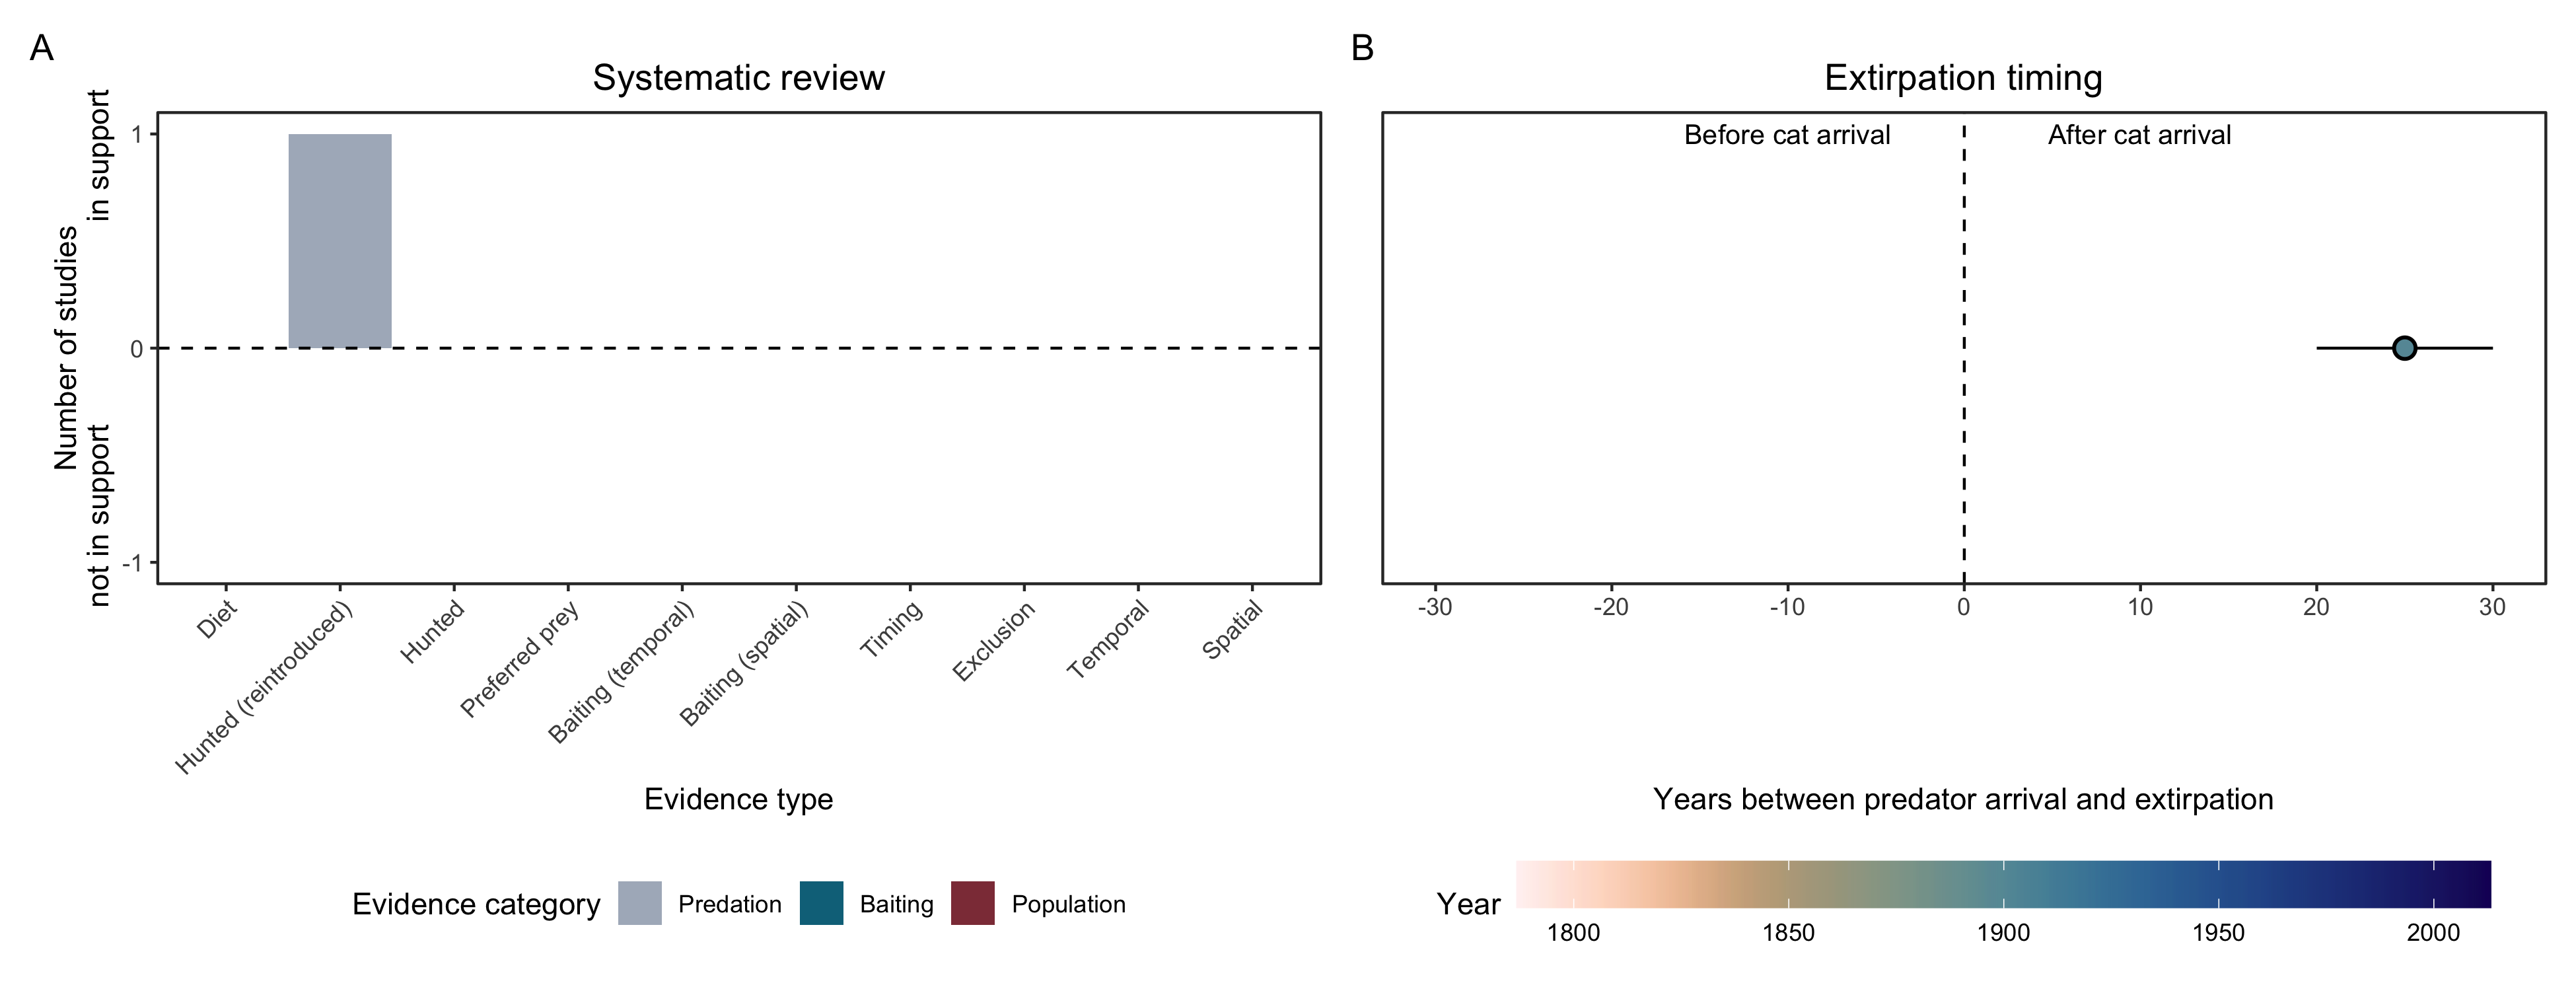 A
Systematic review
Number of studies
not in support in support
1
0
-1
Diet
Hunted (reintroduced)
Hunted
Preferred prey
Baiting (temporal)
Baiting (spatial)
Timing
Exclusion
Temporal
Spatial
Evidence type
Evidence category Predation Baiting Population
B
Extirpation timing
Before cat arrival After cat arrival
-30 -20 -10 0 10 20 30
Years between predator arrival and extirpation
Year
1800 1850 1900 1950 2000